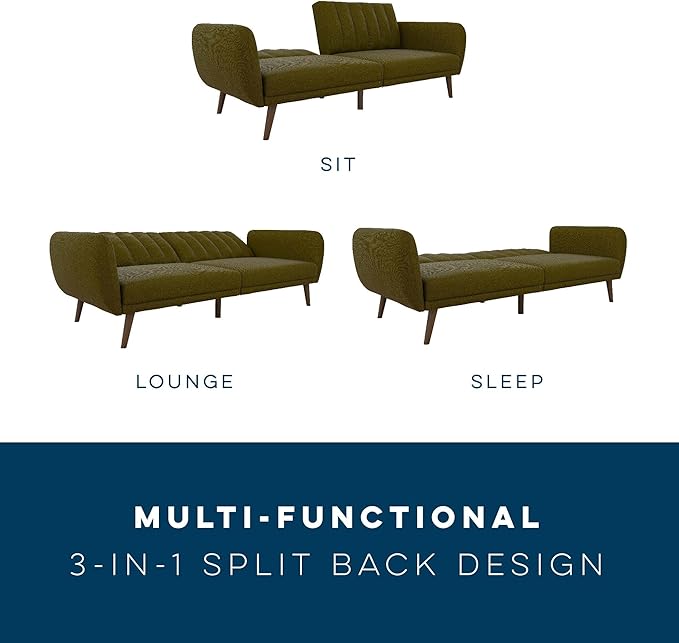 SIT
LOUNGE
SLEEP
MULTI-FUNCTIONAL
3-IN-1 SPLIT BACK DESIGN